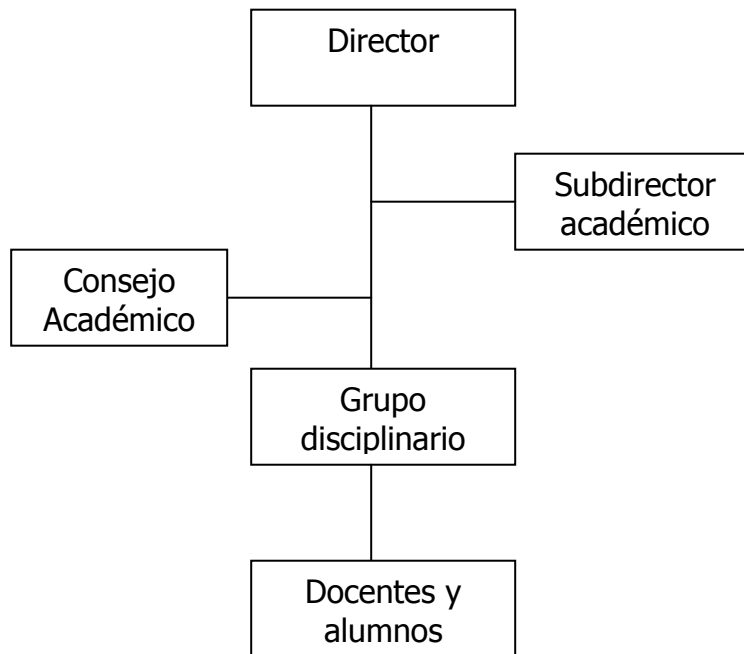 Director
Subdirector
académico
Consejo
Académico
Grupo
disciplinario
Docentes y
alumnos